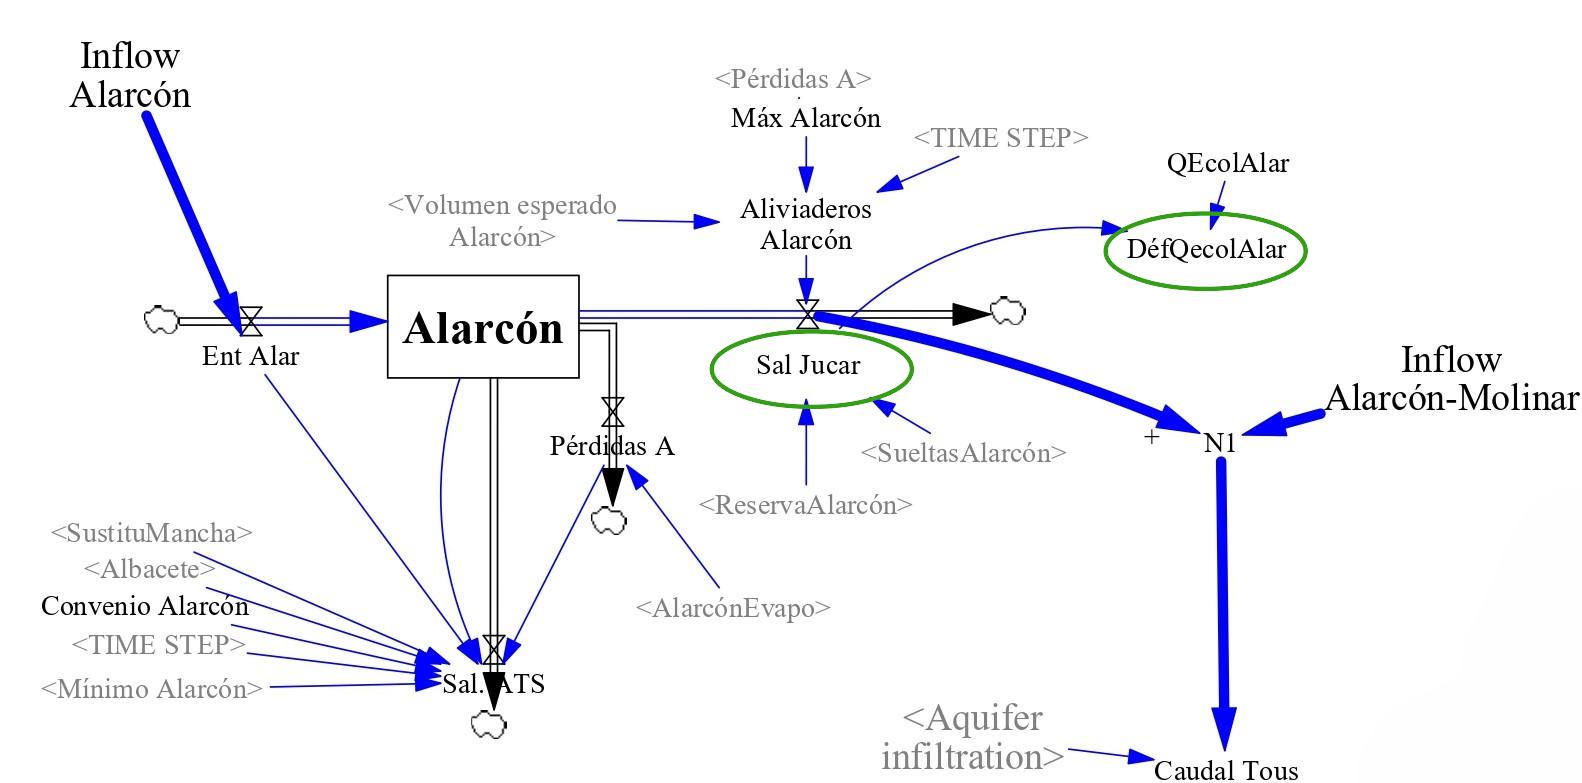 Inflow
Alarcón
<Pérdidas A>
Máx Alarcón
<TIME STEP>
QEcolAlar
<Volumen esperado
Alarcón>
Aliviaderos
Alarcón
DéfQecolAlar
Alarcón
Ent Alar
Sal Jucar
Inflow
Alarcón-Molinar
+
N1
Pérdidas A
<SueltasAlarcón>
<ReservaAlarcón>
<SustituMancha>
<Albacete>
Convenio Alarcón
<AlarcónEvapo>
<TIME STEP>
<Mínimo Alarcón>
Sal. ATS
<Aquifer
infiltration>
Caudal Tous